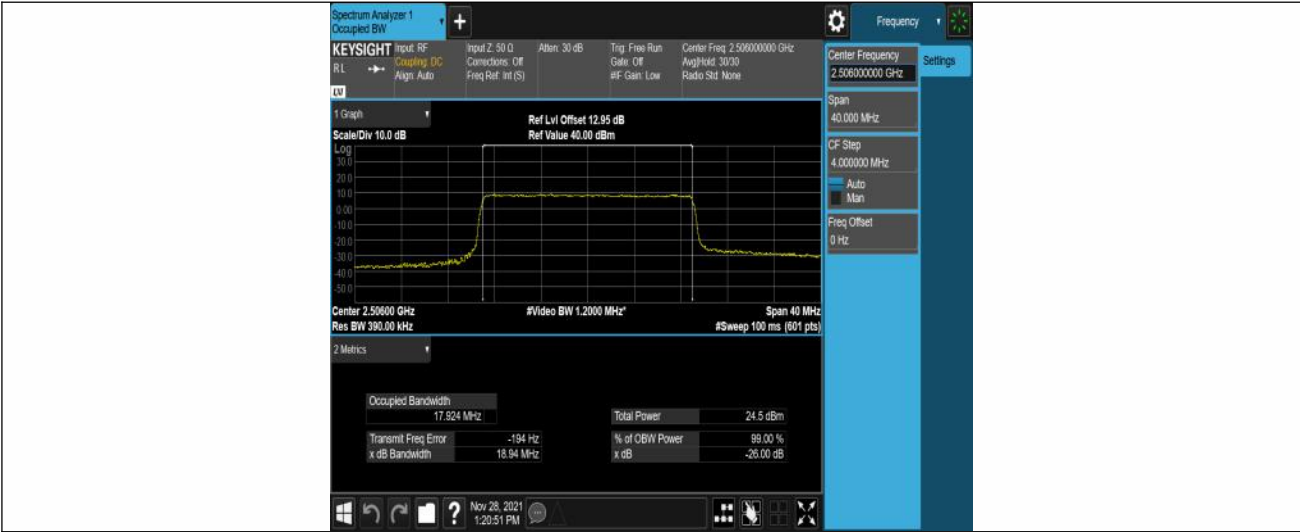 Spectrum Analyzer 1
Occupied BW
Frequency
KEYSIGHT
Input: RF
Input Z: 50 Ω
Atten: 30 dB
Trig: Free Run
Center Freq: 2.506000000 GHz
RL
Coupling: DC
Corrections: Off
Gate: Off
Avg|Hold: 30/30
Align: Auto
Freq Ref: Int (S)
#IF Gain: Low
Radio Std: None
Center Frequency
2.506000000 GHz
Settings
Span
40.000 MHz
CF Step
4.000000 MHz
Auto
Man
Freq Offset
0 Hz
1 Graph
Ref Lvl Offset 12.95 dB
Scale/Div 10.0 dB
Ref Value 40.00 dBm
Log
30.0
20.0
10.0
0.00
-10.0
-20.0
-30.0
-40.0
-50.0
Center 2.50600 GHz
#Video BW 1.2000 MHz*
Span 40 MHz
Res BW 390.00 kHz
#Sweep 100 ms (601 pts)
2 Metrics
Occupied Bandwidth
17.924 MHz
Total Power
24.5 dBm
Transmit Freq Error
-194 Hz
% of OBW Power
99.00 %
x dB Bandwidth
18.94 MHz
x dB
-26.00 dB
Nov 28, 2021
1:20:51 PM